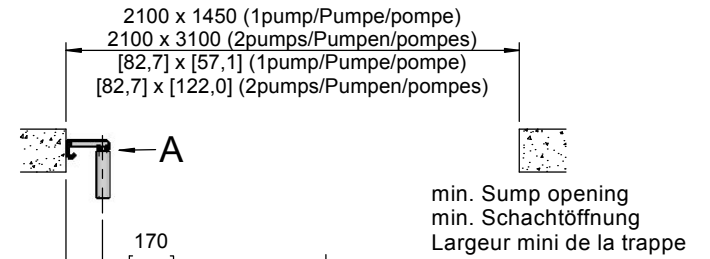 2100 x 1450 (1pump/Pumpe/pompe)
2100 x 3100 (2pumps/Pumpen/pompes)
[82,7] x [57,1] (1pump/Pumpe/pompe)
[82,7] x [122,0] (2pumps/Pumpen/pompes)
A
min. Sump opening
min. Schachtöffnung
Largeur mini de la trappe
170